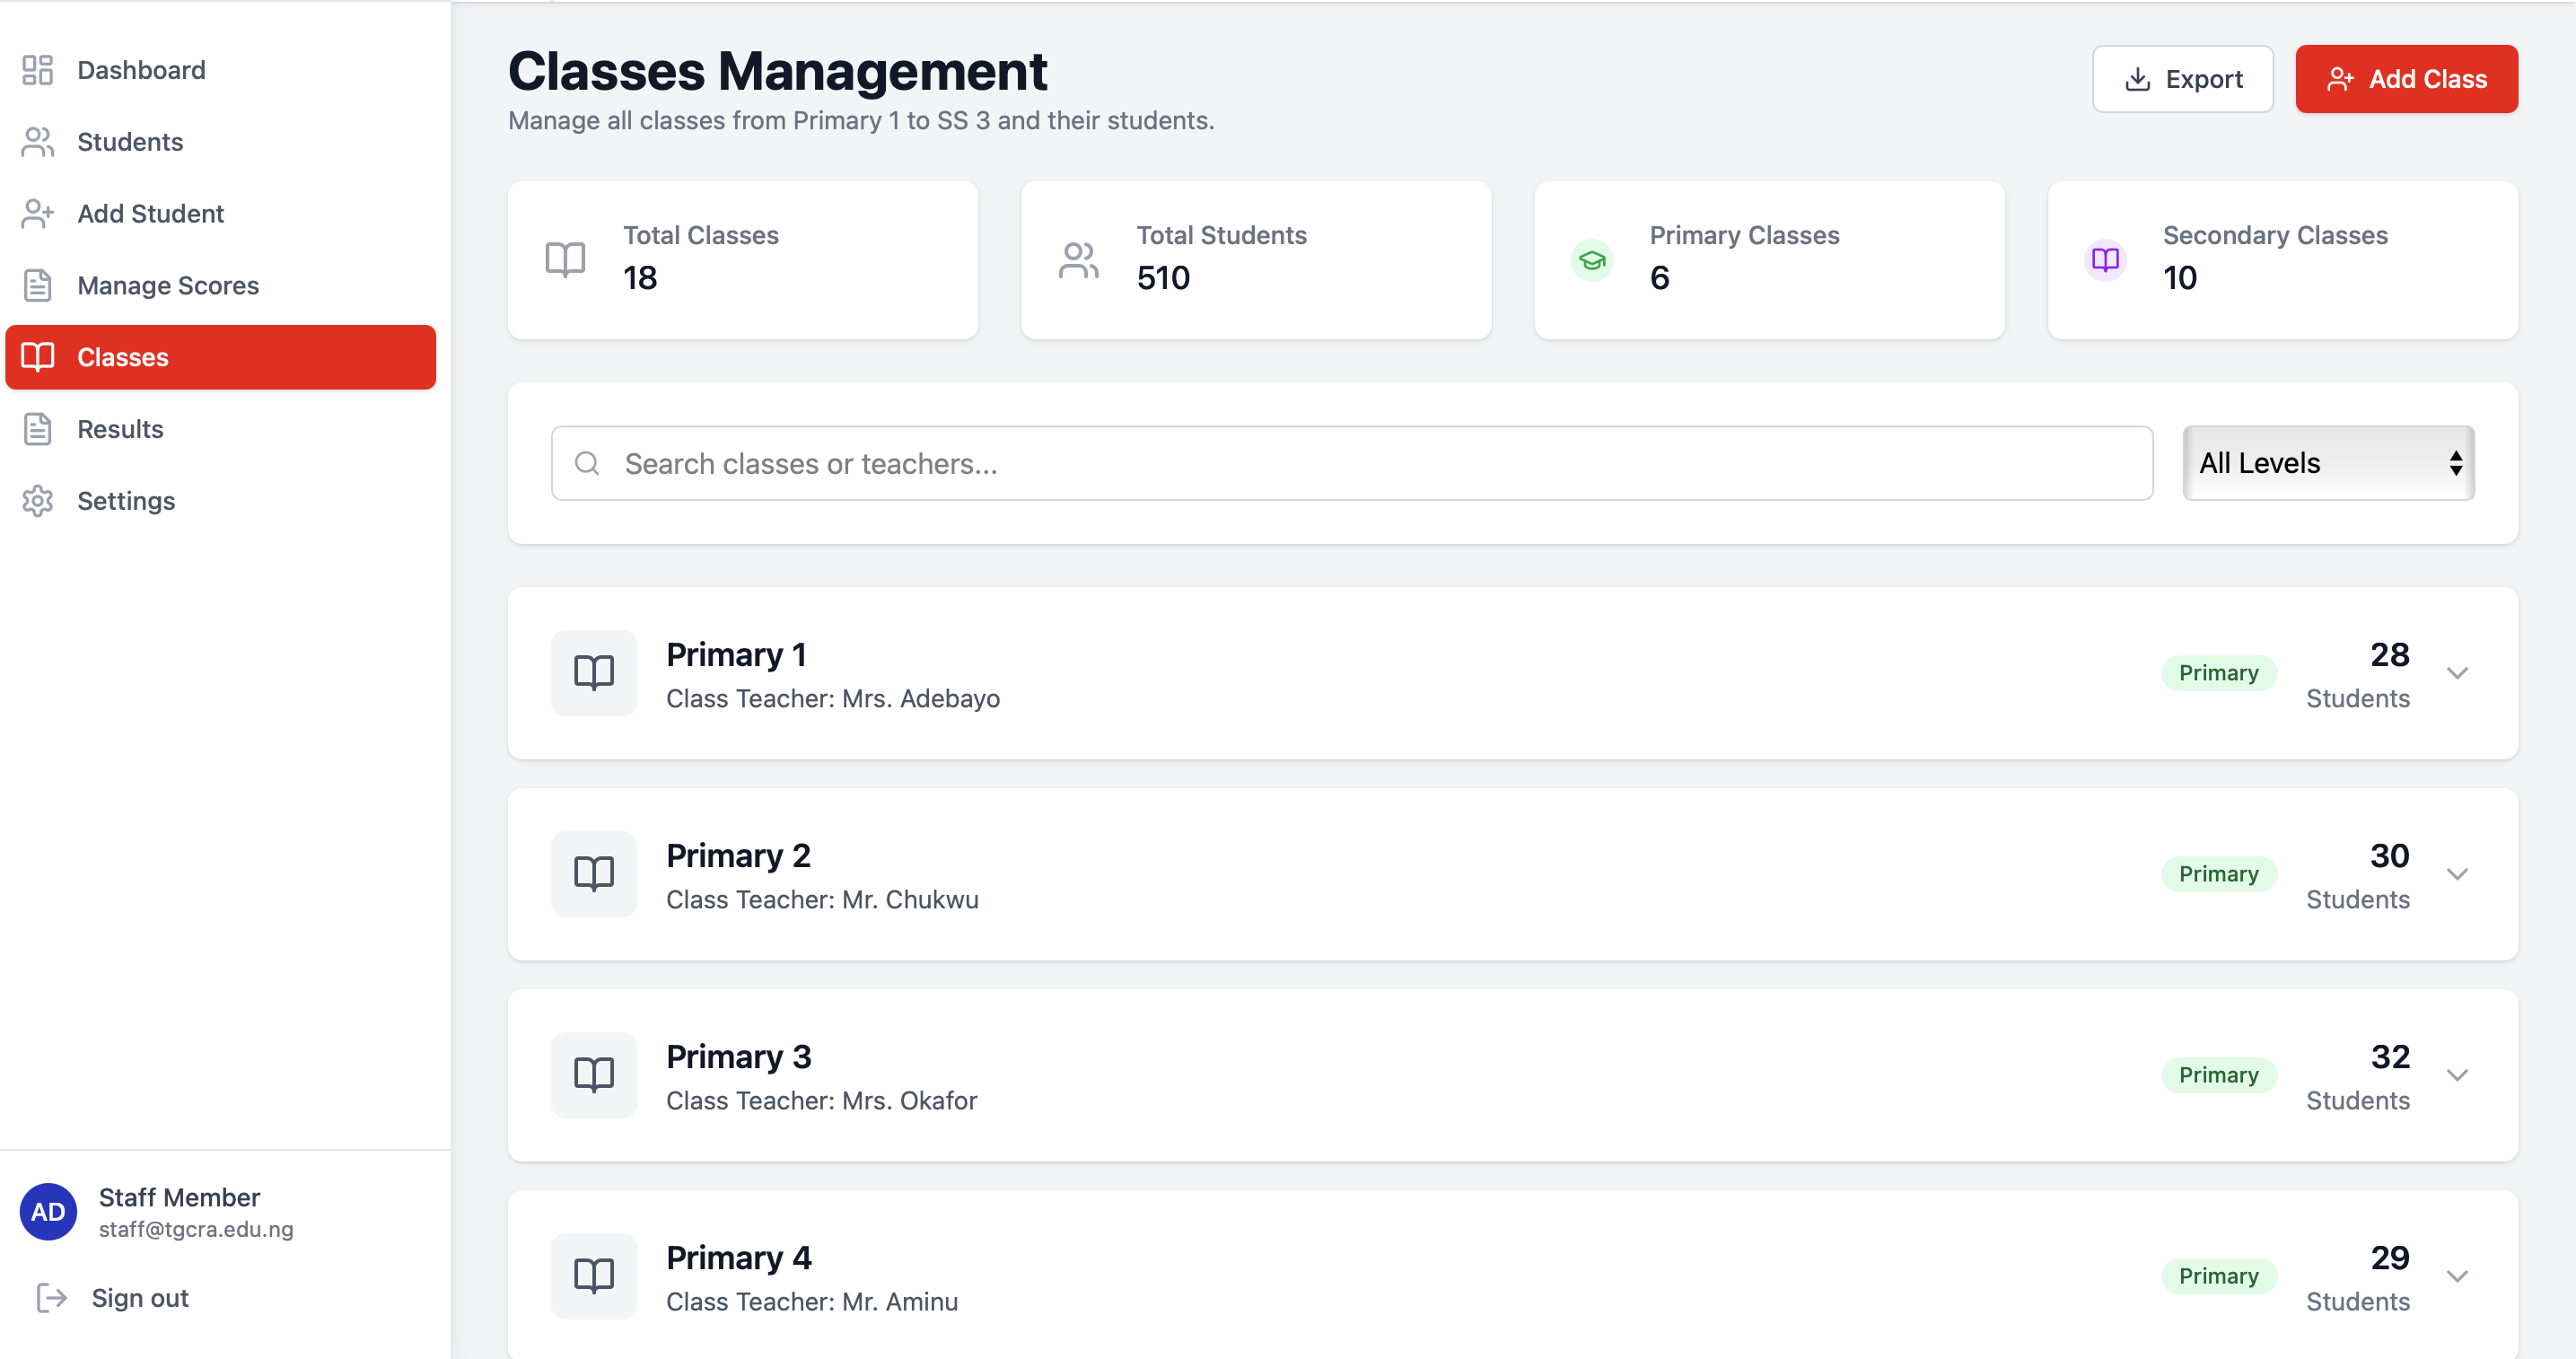 Dashboard
Students
Add Student
Manage Scores
Classes
Results
Settings
AD
Staff Member
staff@tgcra.edu.ng
Sign out
Classes Management
Manage all classes from Primary 1 to SS 3 and their students.
Export
Add Class
Total Classes
18
Total Students
510
Primary Classes
6
Secondary Classes
10
Search classes or teachers...
All Levels
Primary 1
Class Teacher: Mrs. Adebayo
Primary
28
Students
Primary 2
Class Teacher: Mr. Chukwu
Primary
30
Students
Primary 3
Class Teacher: Mrs. Okafor
Primary
32
Students
Primary 4
Class Teacher: Mr. Aminu
Primary
29
Students